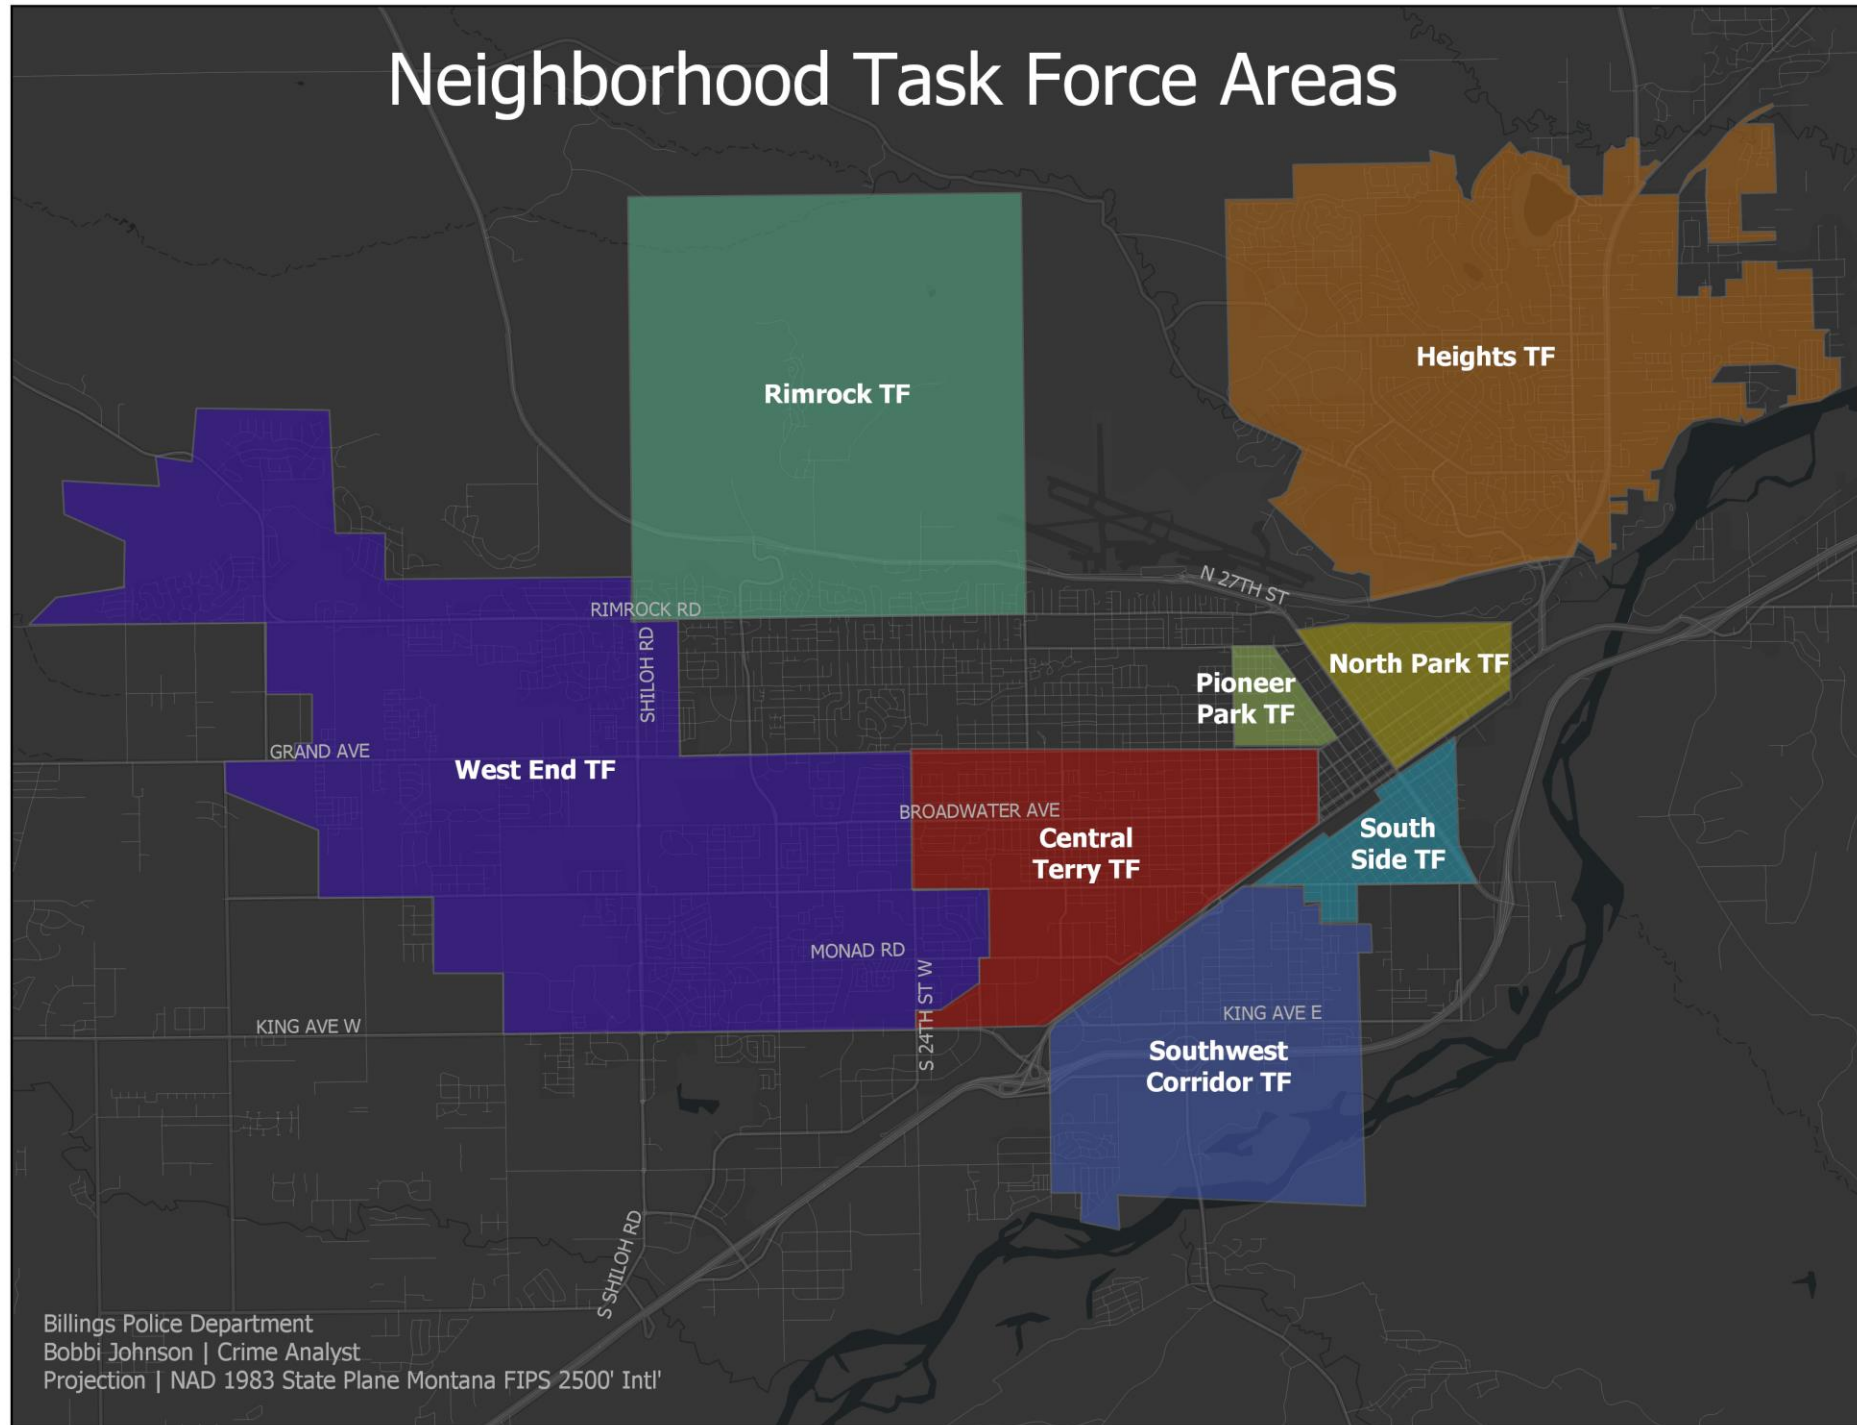 Neighborhood Task Force Areas
Heights TF
Rimrock TF
N 27TH ST
RIMROCK RD
SHILOH RD
North Park TF
Pioneer
Park TF
GRAND AVE
West End TF
BROADWATER AVE
Central
Terry TF
South
Side TF
MONAD RD
S 24TH ST W
KING AVE W
KING AVE E
Southwest
Corridor TF
S SHILOH RD
Billings Police Department
Bobbi Johnson | Crime Analyst
Projection | NAD 1983 State Plane Montana FIPS 2500' Intl'